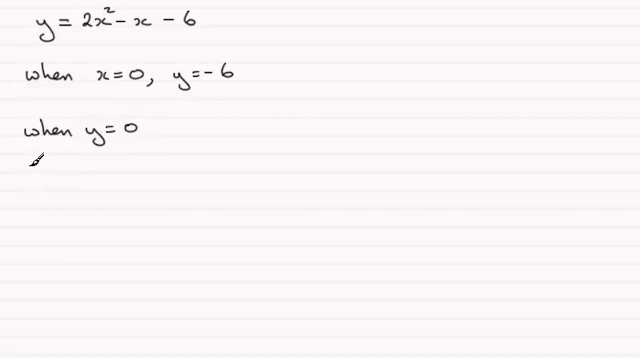 y = 2x² - x - 6
when x = 0, y = -6
when y = 0